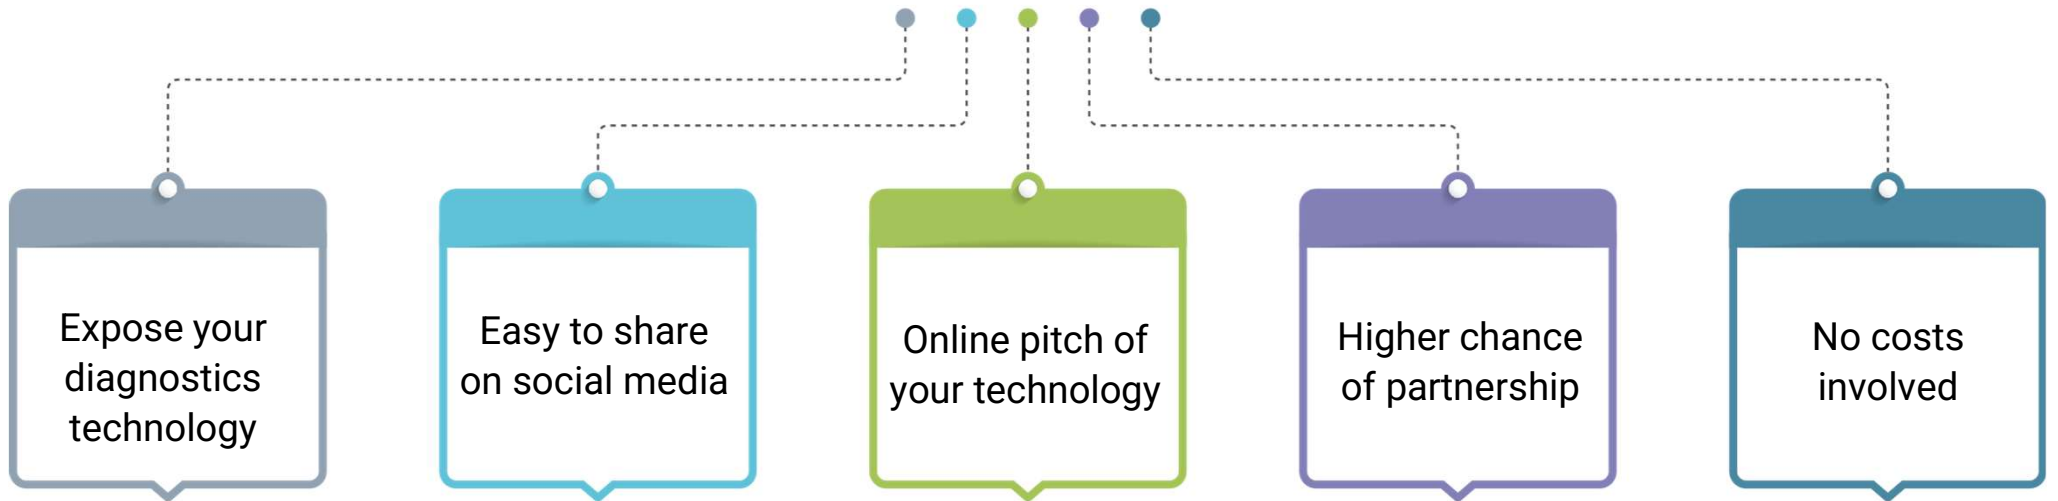 Expose your
diagnostics
technology
Easy to share
on social media
Online pitch of
your technology
Higher chance
of partnership
No costs
involved